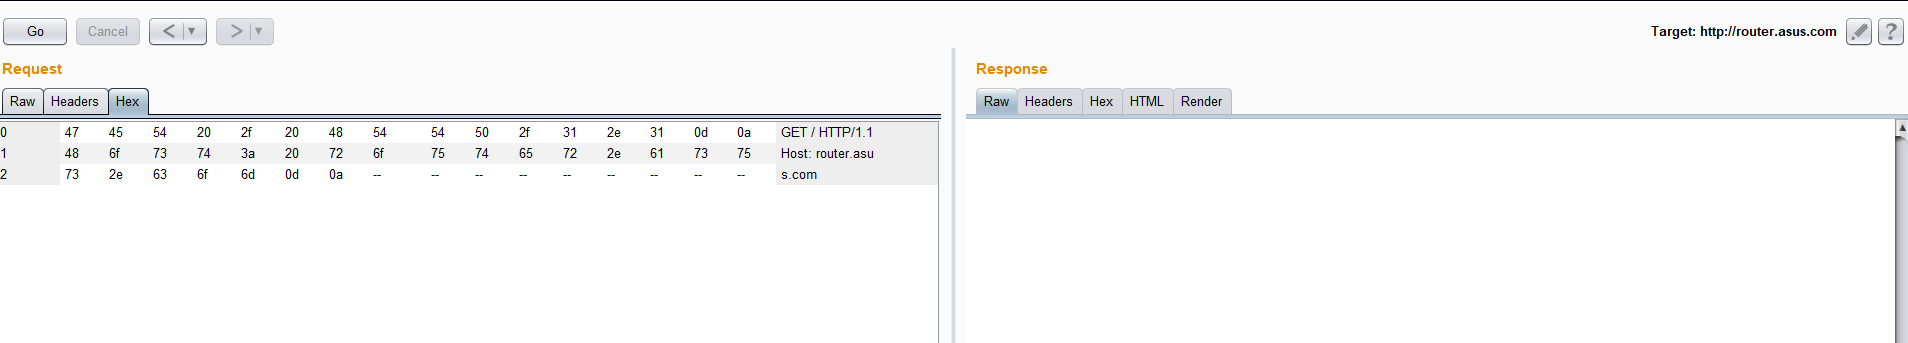 Go Cancel < > Target: http://router.asus.com ?
Request
Raw Headers Hex
0 47 45 54 20 2f 20 48 54 54 50 2f 31 2e 31 0d 0a GET / HTTP/1.1
1 48 6f 73 74 3a 20 72 6f 75 74 65 72 2e 61 73 75 Host: router.asu
2 73 2e 63 6f 6d 0d 0a -- -- -- -- -- -- -- -- -- s.com
Response
Raw Headers Hex HTML Render